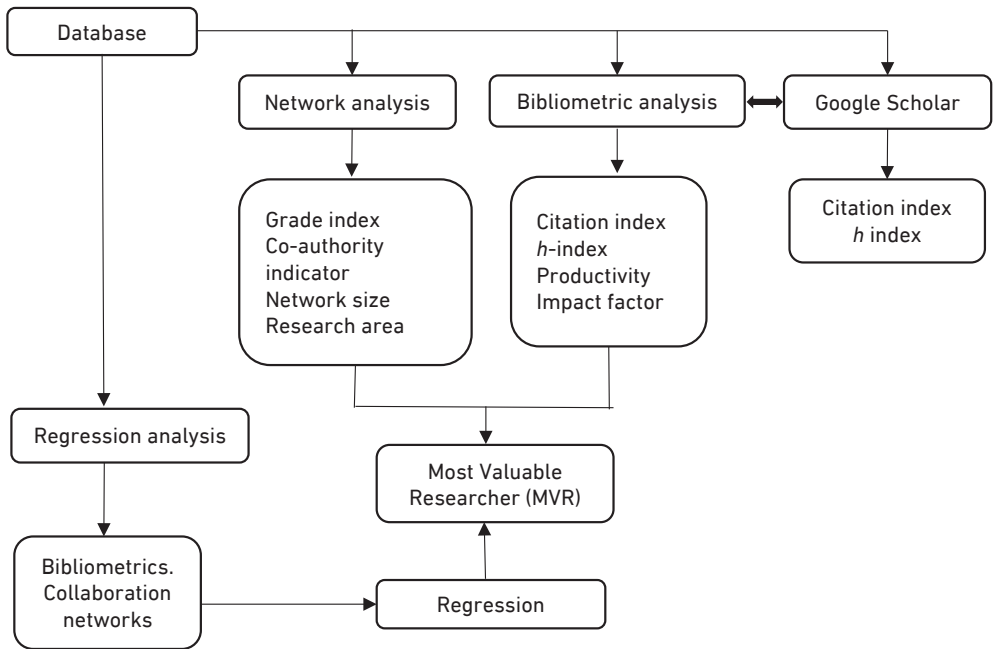 Database
Network analysis
Bibliometric analysis
Google Scholar
Grade index
Co-authority
indicator
Network size
Research area
Citation index
h-index
Productivity
Impact factor
Citation index
h index
Regression analysis
Most Valuable
Researcher (MVR)
Bibliometrics.
Collaboration
networks
Regression